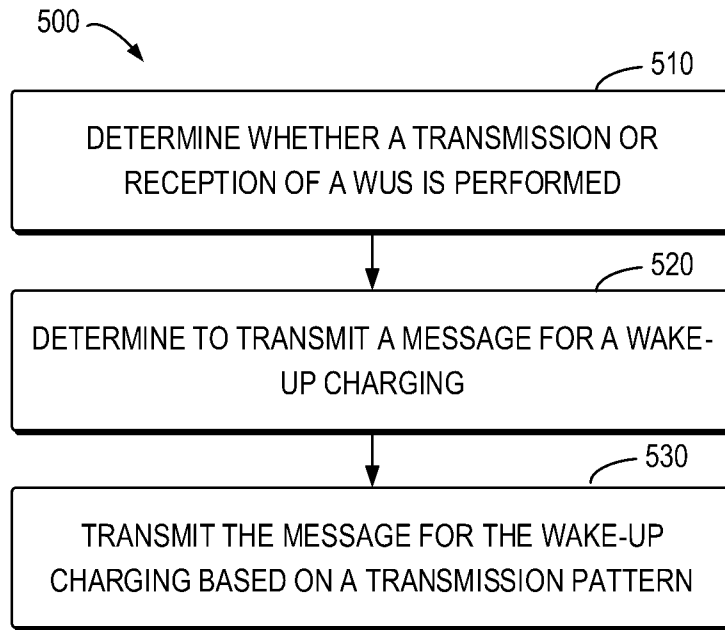 500
510
DETERMINE WHETHER A TRANSMISSION OR
RECEPTION OF A WUS IS PERFORMED
520
DETERMINE TO TRANSMIT A MESSAGE FOR A WAKE-
UP CHARGING
530
TRANSMIT THE MESSAGE FOR THE WAKE-UP
CHARGING BASED ON A TRANSMISSION PATTERN